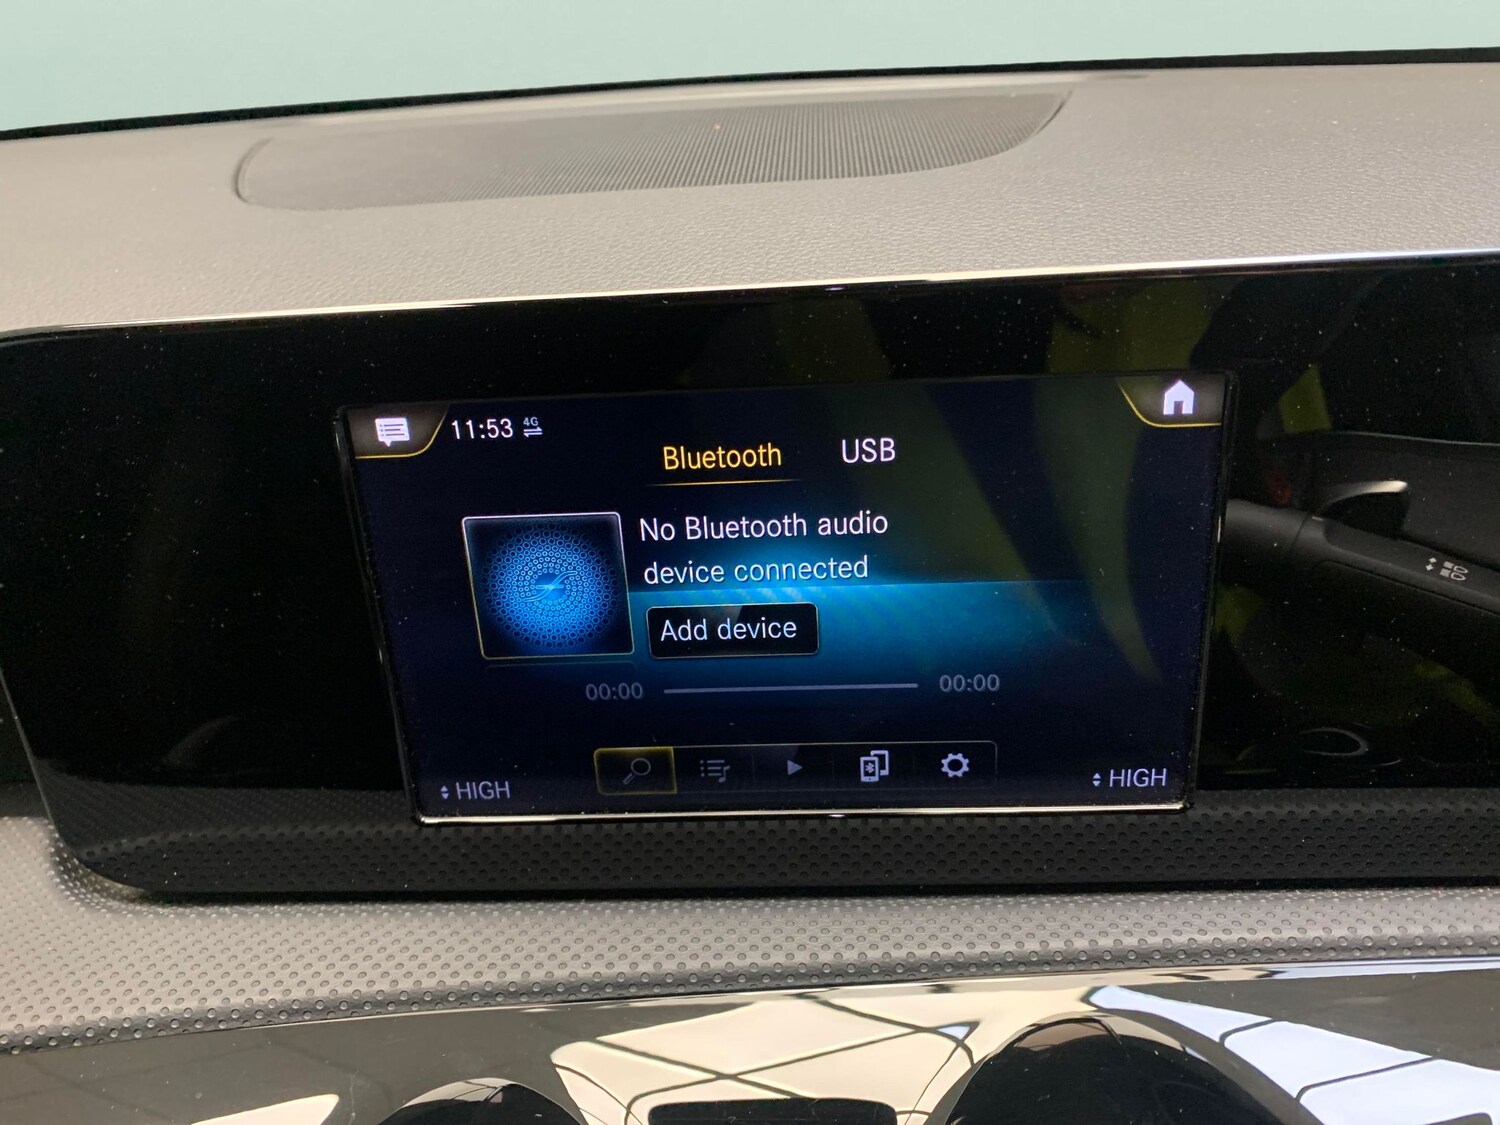 11:53 4G
Bluetooth USB
No Bluetooth audio
device connected
Add device
00:00 00:00
HIGH HIGH